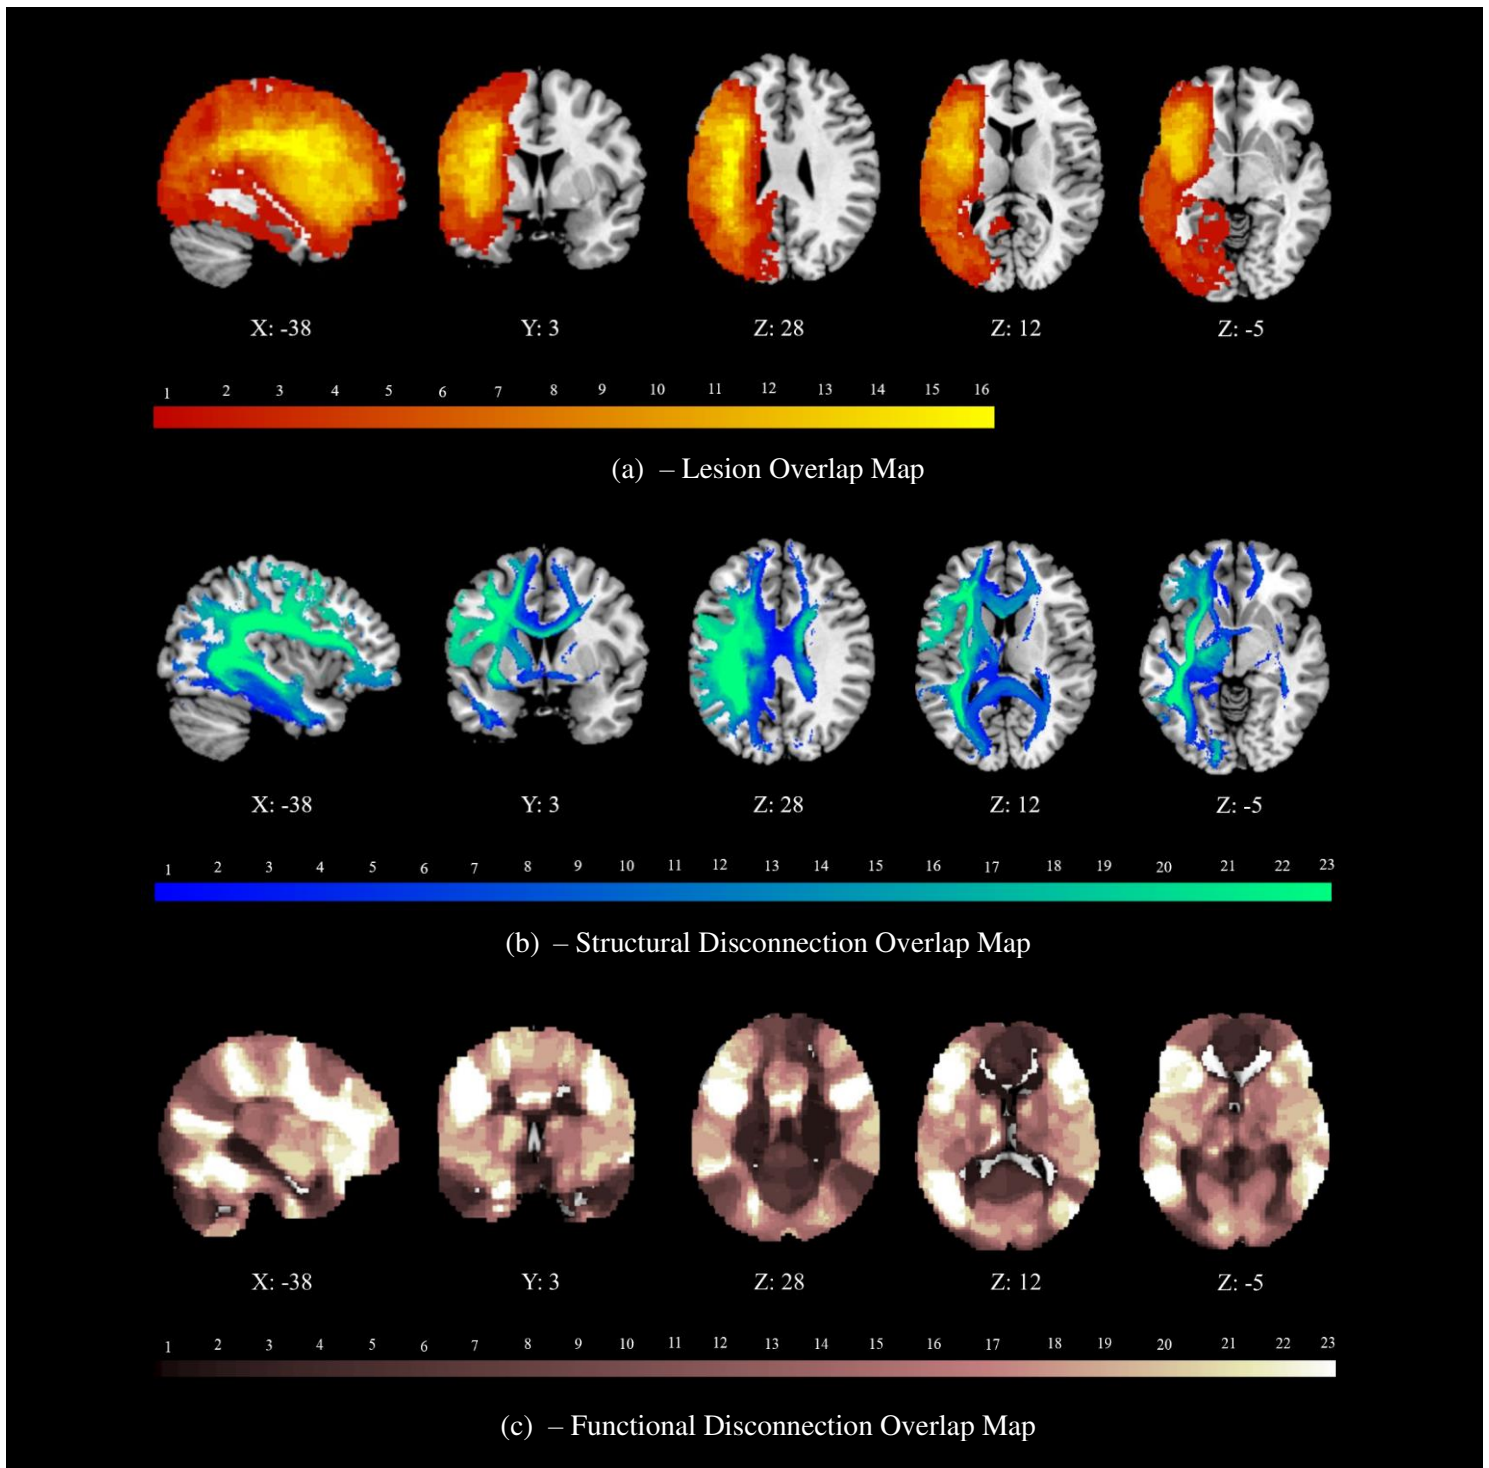 X: -38 Y: 3 Z: 28 Z: 12 Z: -5
1 2 3 4 5 6 7 8 9 10 11 12 13 14 15 16
(a) – Lesion Overlap Map
X: -38 Y: 3 Z: 28 Z: 12 Z: -5
1 2 3 4 5 6 7 8 9 10 11 12 13 14 15 16 17 18 19 20 21 22 23
(b) – Structural Disconnection Overlap Map
X: -38 Y: 3 Z: 28 Z: 12 Z: -5
1 2 3 4 5 6 7 8 9 10 11 12 13 14 15 16 17 18 19 20 21 22 23
(c) – Functional Disconnection Overlap Map